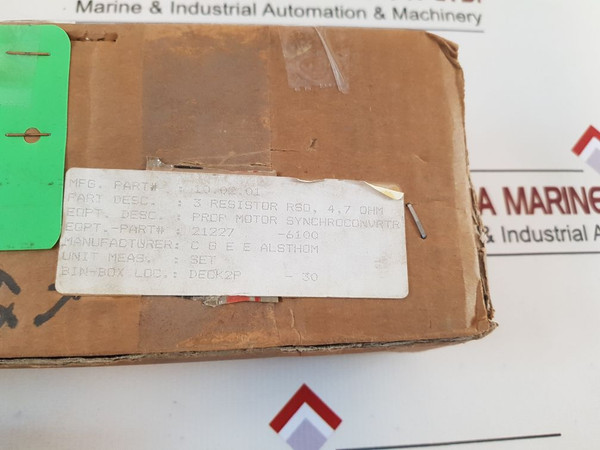 Marine & Industrial Automation & Machinery
MFG. PART# :
PART DESC. : 3 RESISTOR RSO, 4.7 OHM
EQPT. DESC. : PROP MOTOR SYNCHROCONVRTR
EQPT.-PART# : 21227 -6100
MANUFACTURER: C G E E ALSTHOM
UNIT MEAS. : SET
BIN-BOX LOC.: DECK2P - 30
A MARINE
& Industrial A